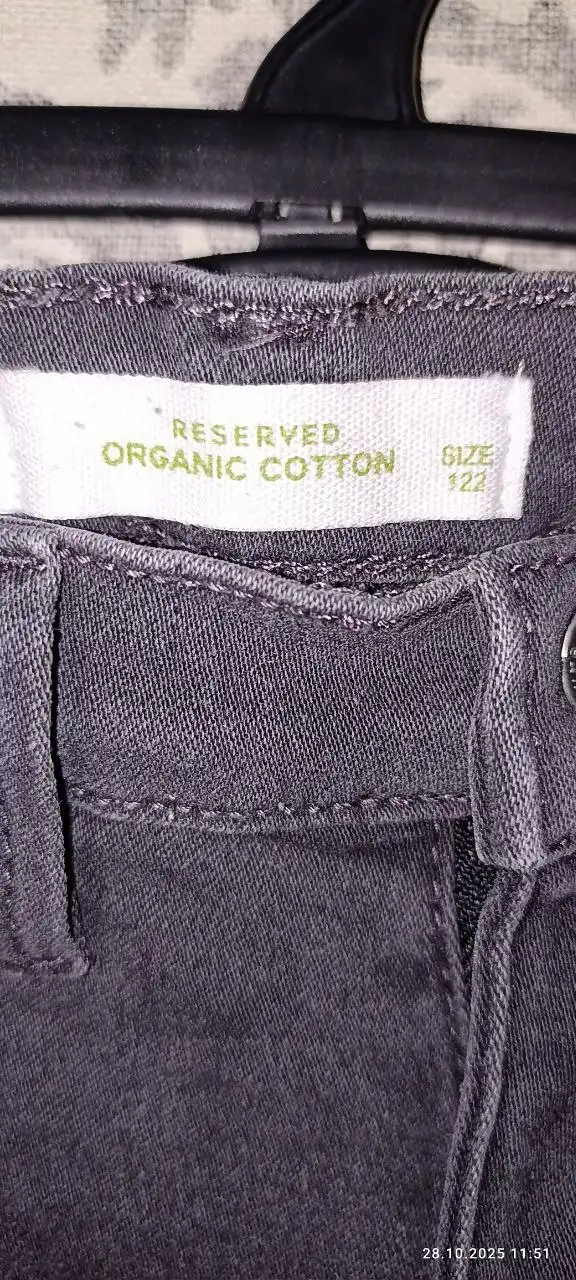 RESERVED
ORGANIC COTTON
SIZE
122
28.10.2025 11:51